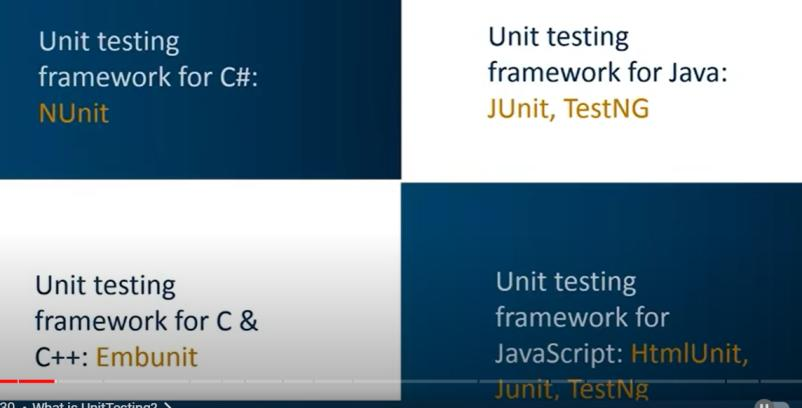 Unit testing
framework for C#:
NUnit
Unit testing
framework for Java:
JUnit, TestNG
Unit testing
framework for C &
C++: Embunit
Unit testing
framework for
JavaScript: HtmlUnit,
Junit, TestNg
30 • What is UnitTesting? >